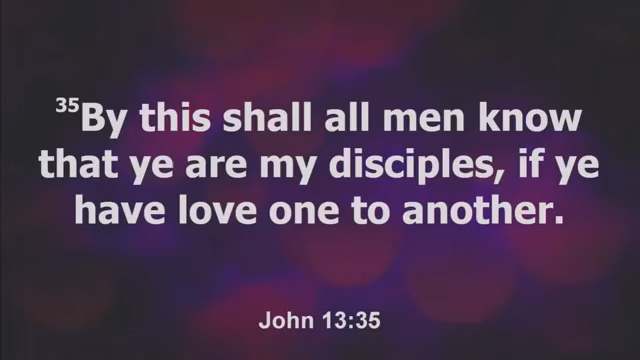 ³⁵By this shall all men know
that ye are my disciples, if ye
have love one to another.
John 13:35